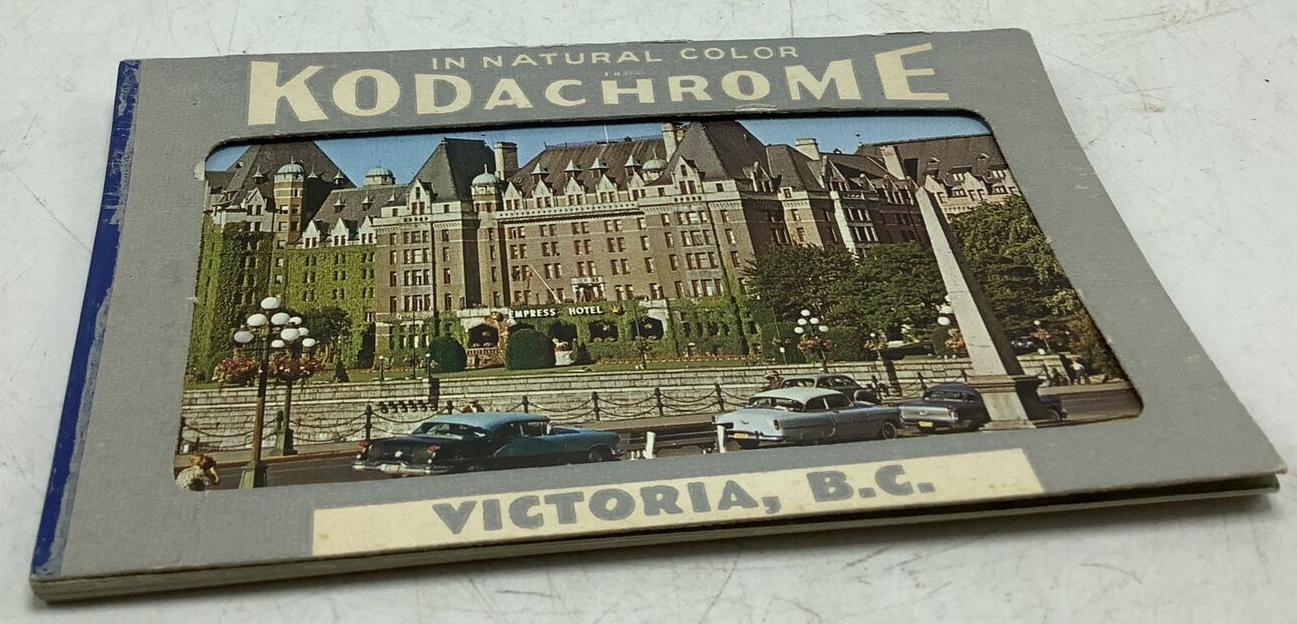 IN NATURAL COLOR
KODACHROME
EMPRESS HOTEL
VICTORIA, B.C.